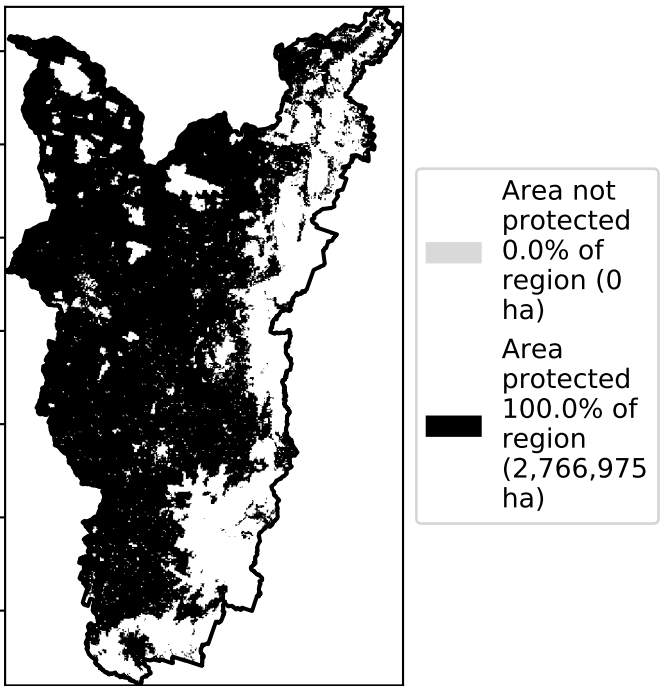 Area not
protected
0.0% of
region (0
ha)
Area
protected
100.0% of
region
(2,766,975
ha)